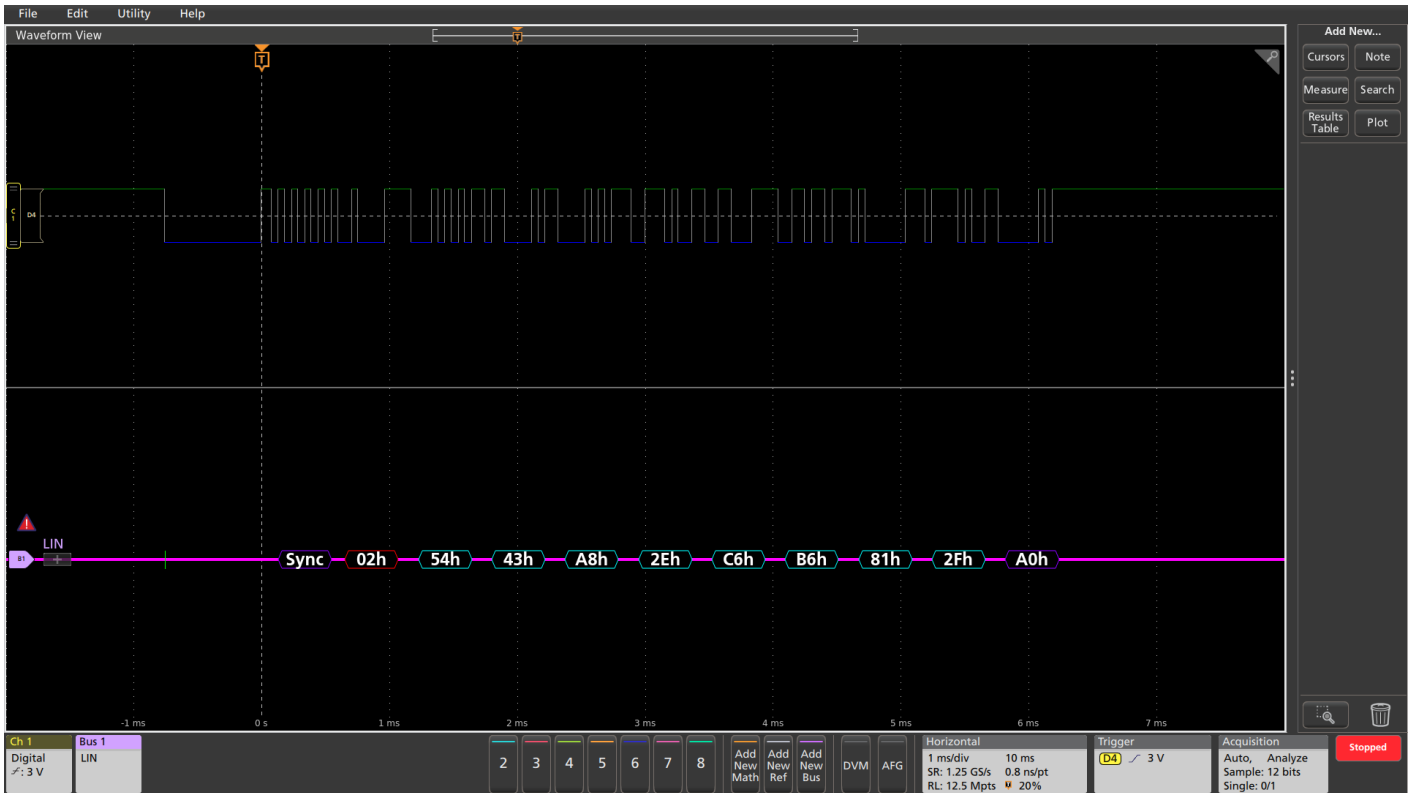 File Edit Utility Help
Waveform View
Add New...
T
T
Cursors Note
Measure Search
Results Table Plot
C 1 D4
LIN
B1
Sync 02h 54h 43h A8h 2Eh C6h B6h 81h 2Fh A0h
-1 ms 0 s 1 ms 2 ms 3 ms 4 ms 5 ms 6 ms 7 ms
Ch 1
Digital
: 3 V
Bus 1
LIN
2 3 4 5 6 7 8
Add New Math
Add New Ref
Add New Bus
DVM
AFG
Horizontal
1 ms/div 10 ms
SR: 1.25 GS/s 0.8 ns/pt
RL: 12.5 Mpts 20%
Trigger
D4 3 V
Acquisition
Auto, Analyze
Sample: 12 bits
Single: 0/1
Stopped